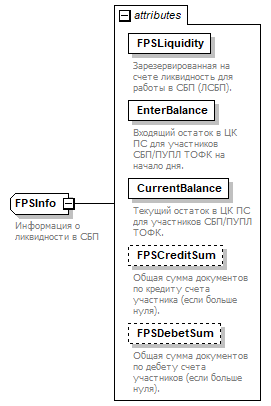 attributes
FPSLiquidity
Зарезервированная на
счете ликвидность для
работы в СБП (ЛСБП).
EnterBalance
Входящий остаток в ЦК
ПС для участников
СБП/ПУПЛ ТОФК на
начало дня.
CurrentBalance
Текущий остаток в ЦК ПС
для участников СБП/ПУПЛ
ТОФК.
FPSInfo
Информация о
ликвидности в СБП
FPSCreditSum
Общая сумма документов
по кредиту счета
участника (если больше
нуля).
FPSDebetSum
Общая сумма документов
по дебету счета
участников (если больше
нуля).